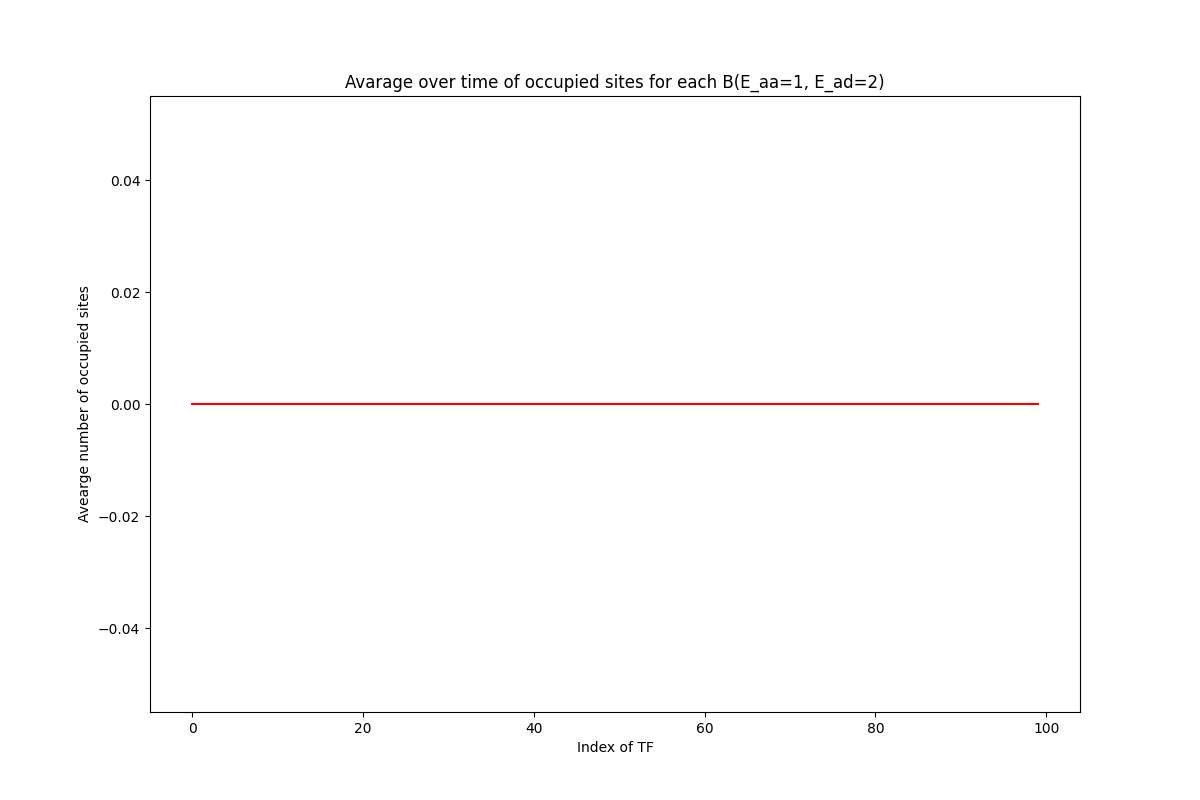 Avarage over time of occupied sites for each B(E_aa=1, E_ad=2)
0.04
0.02
0.00
−0.02
−0.04
Avearge number of occupied sites
0 20 40 60 80 100
Index of TF